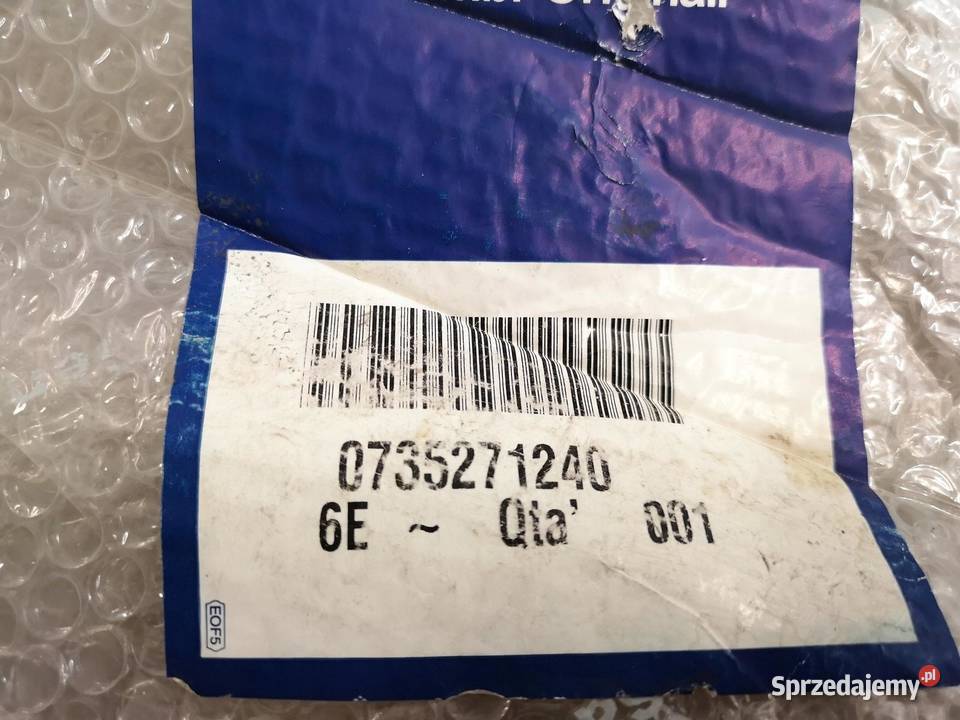 0735271240
6E ~ Qta' 001
EOF5
Sprzedajemy.pl